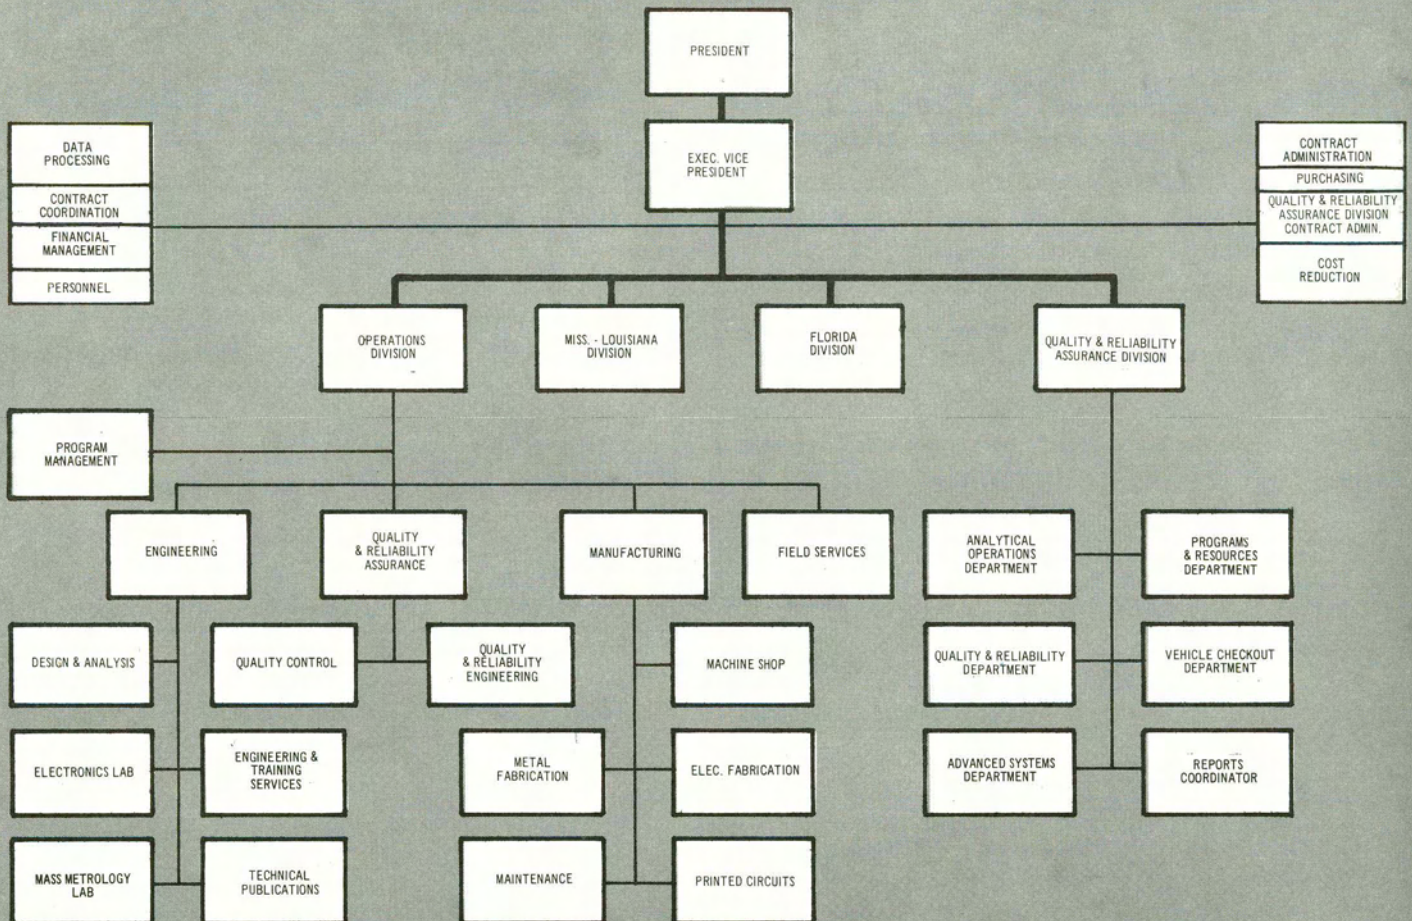 PRESIDENT
EXEC. VICE
PRESIDENT
DATA
PROCESSING
CONTRACT
COORDINATION
FINANCIAL
MANAGEMENT
PERSONNEL
CONTRACT
ADMINISTRATION
PURCHASING
QUALITY & RELIABILITY
ASSURANCE DIVISION
CONTRACT ADMIN.
COST
REDUCTION
OPERATIONS
DIVISION
MISS. - LOUISIANA
DIVISION
FLORIDA
DIVISION
QUALITY & RELIABILITY
ASSURANCE DIVISION
PROGRAM
MANAGEMENT
ENGINEERING
QUALITY
& RELIABILITY
ASSURANCE
MANUFACTURING
FIELD SERVICES
ANALYTICAL
OPERATIONS
DEPARTMENT
PROGRAMS
& RESOURCES
DEPARTMENT
DESIGN & ANALYSIS
QUALITY CONTROL
QUALITY
& RELIABILITY
ENGINEERING
MACHINE SHOP
QUALITY & RELIABILITY
DEPARTMENT
VEHICLE CHECKOUT
DEPARTMENT
ELECTRONICS LAB
ENGINEERING &
TRAINING
SERVICES
METAL
FABRICATION
ELEC. FABRICATION
ADVANCED SYSTEMS
DEPARTMENT
REPORTS
COORDINATOR
MASS METROLOGY
LAB
TECHNICAL
PUBLICATIONS
MAINTENANCE
PRINTED CIRCUITS